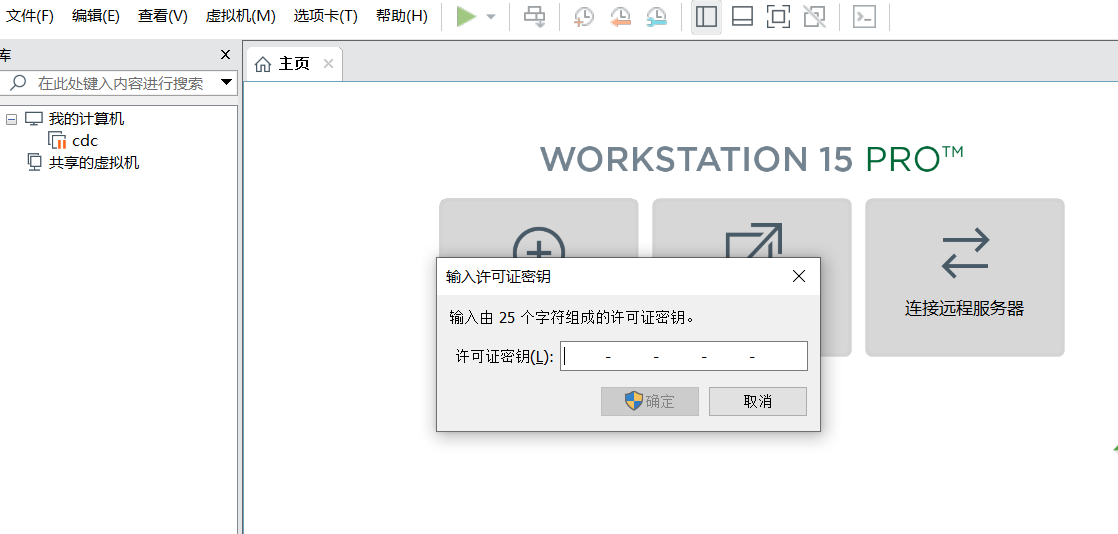 文件(F) 编辑(E) 查看(V) 虚拟机(M) 选项卡(T) 帮助(H)
库
在此处键入内容进行搜索
我的计算机
cdc
共享的虚拟机
主页
WORKSTATION 15 PRO™
连接远程服务器
输入许可证密钥
输入由 25 个字符组成的许可证密钥。
许可证密钥(L): - - - -
确定 取消